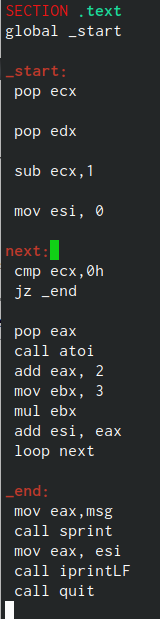 SECTION .text
global _start
_start:
pop ecx
pop edx
sub ecx,1
mov esi, 0
next:
cmp ecx,0h
jz _end
pop eax
call atoi
add eax, 2
mov ebx, 3
mul ebx
add esi, eax
loop next
_end:
mov eax,msg
call sprint
mov eax, esi
call iprintLF
call quit